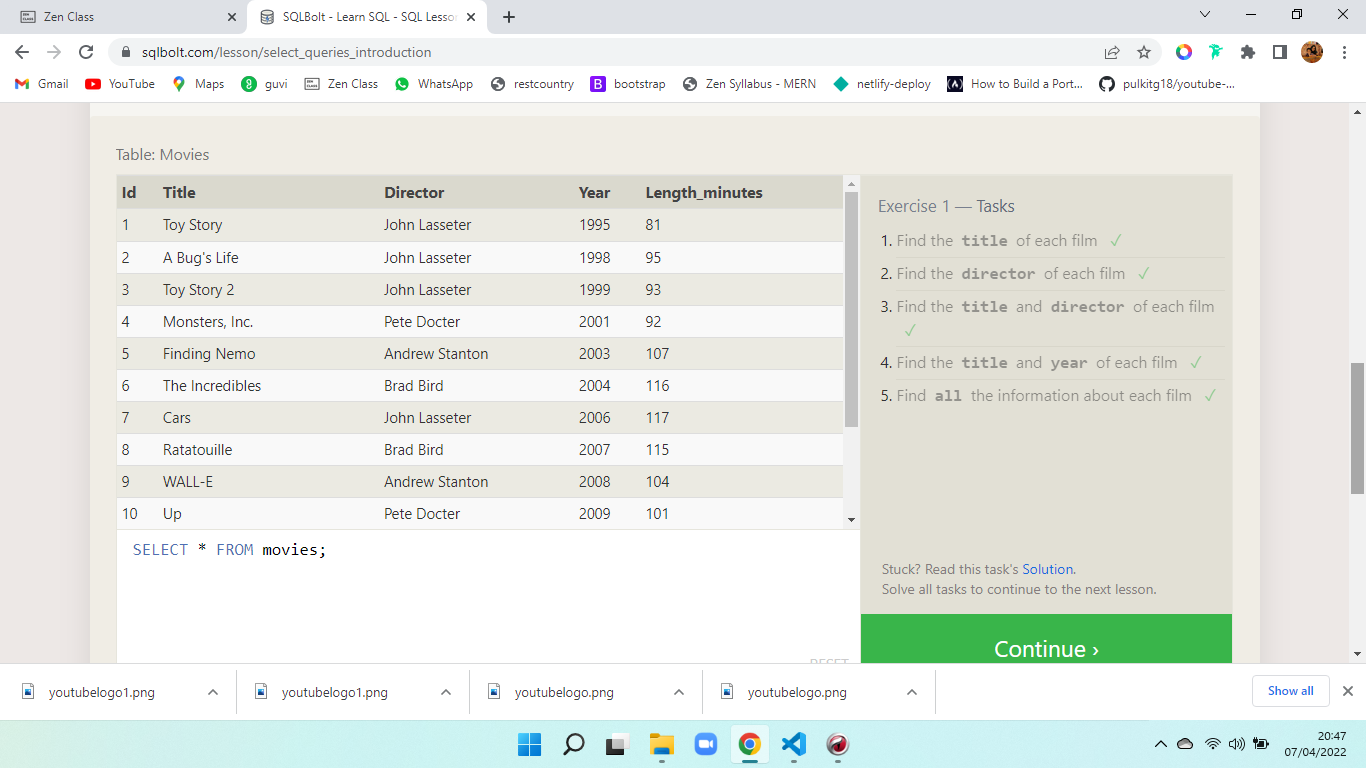 Zen Class
SQLBolt - Learn SQL - SQL Lesson
sqlbolt.com/lesson/select_queries_introduction
Gmail YouTube Maps guvi Zen Class WhatsApp restcountry bootstrap Zen Syllabus - MERN netlify-deploy How to Build a Port... pulkitg18/youtube-...
Table: Movies
Id Title Director Year Length_minutes
1 Toy Story John Lasseter 1995 81
2 A Bug's Life John Lasseter 1998 95
3 Toy Story 2 John Lasseter 1999 93
4 Monsters, Inc. Pete Docter 2001 92
5 Finding Nemo Andrew Stanton 2003 107
6 The Incredibles Brad Bird 2004 116
7 Cars John Lasseter 2006 117
8 Ratatouille Brad Bird 2007 115
9 WALL-E Andrew Stanton 2008 104
10 Up Pete Docter 2009 101
SELECT * FROM movies;
RESET
Exercise 1 — Tasks
1. Find the title of each film ✓
2. Find the director of each film ✓
3. Find the title and director of each film
✓
4. Find the title and year of each film ✓
5. Find all the information about each film ✓
Stuck? Read this task's Solution.
Solve all tasks to continue to the next lesson.
Continue ›
youtubelogo1.png youtubelogo1.png youtubelogo.png youtubelogo.png Show all
20:47
07/04/2022